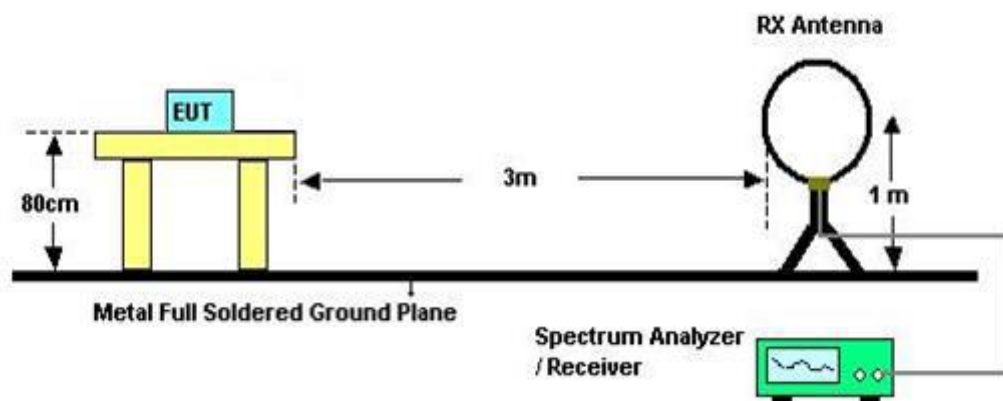 RX Antenna
EUT
80cm
3m
1 m
Metal Full Soldered Ground Plane
Spectrum Analyzer
/ Receiver